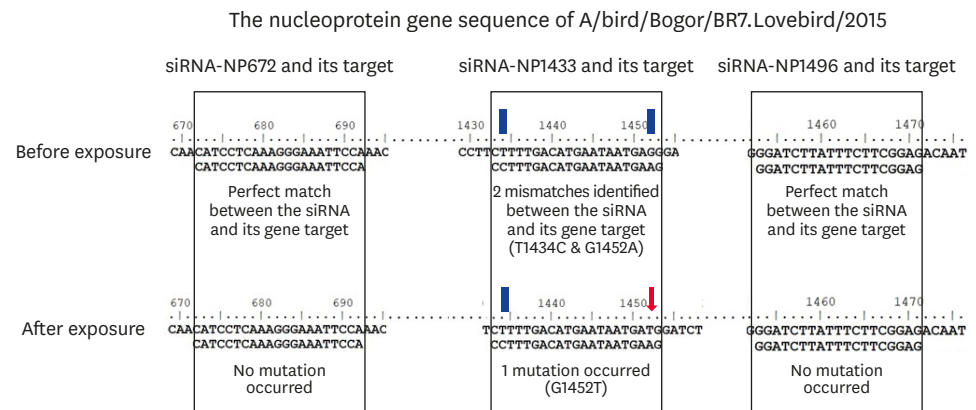 The nucleoprotein gene sequence of A/bird/Bogor/BR7.Lovebird/2015
siRNA-NP672 and its target siRNA-NP1433 and its target siRNA-NP1496 and its target
670 680 690 1430 1440 1450 1460 1470
Before exposure CAACATCCTCAAAGGGAAATTCCAAAC CCTTCTTTTGACATGAATAATGAGGGA GGGATCTTATTTCTTCGGAGACAAT
CATCCTCAAAGGGAAATTCCA CCTTTGACATGAATAATGAAG GGATCTTATTTCTTCGGAG
Perfect match 2 mismatches identified Perfect match
between the siRNA between the siRNA between the siRNA
and its gene target and its gene target and its gene target
(T1434C & G1452A)
670 680 690 1440 1450 1460 1470
After exposure CAACATCCTCAAAGGGAAATTCCAAAC TCTTTTGACATGAATAATGATGGATCT GGGATCTTATTTCTTCGGAGACAAT
CATCCTCAAAGGGAAATTCCA CCTTTGACATGAATAATGAAG GGATCTTATTTCTTCGGAG
No mutation 1 mutation occurred No mutation
occurred (G1452T) occurred